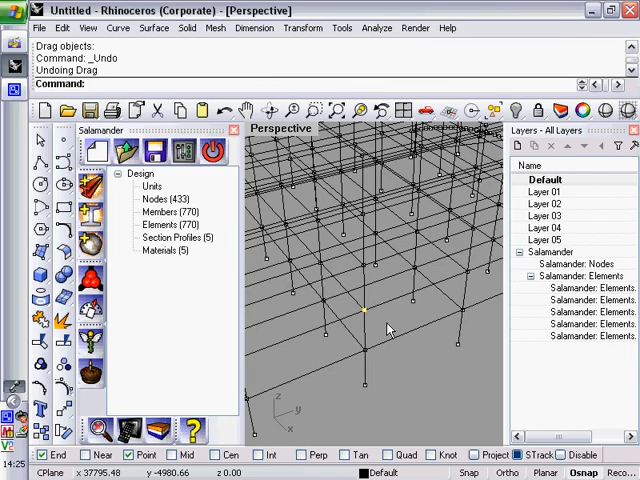 Untitled - Rhinoceros (Corporate) - [Perspective]
File Edit View Curve Surface Solid Mesh Dimension Transform Tools Analyze Render Help
Drag objects:
Command: _Undo
Undoing Drag
Command:
Salamander
Perspective
Layers - All Layers
Name
Design
Units
Nodes (433)
Members (770)
Elements (770)
Section Profiles (5)
Materials (5)
Default
Layer 01
Layer 02
Layer 03
Layer 04
Layer 05
Salamander
Salamander: Nodes
Salamander: Elements
Salamander: Elements.
Salamander: Elements.
Salamander: Elements.
Salamander: Elements.
Salamander: Elements.
z
y
x
14:25
End Near Point Mid Cen Int Perp Tan Quad Knot Project STrack Disable
CPlane x 37795.48 y -4980.66 z 0.00 Default Snap Ortho Planar Osnap Reco...